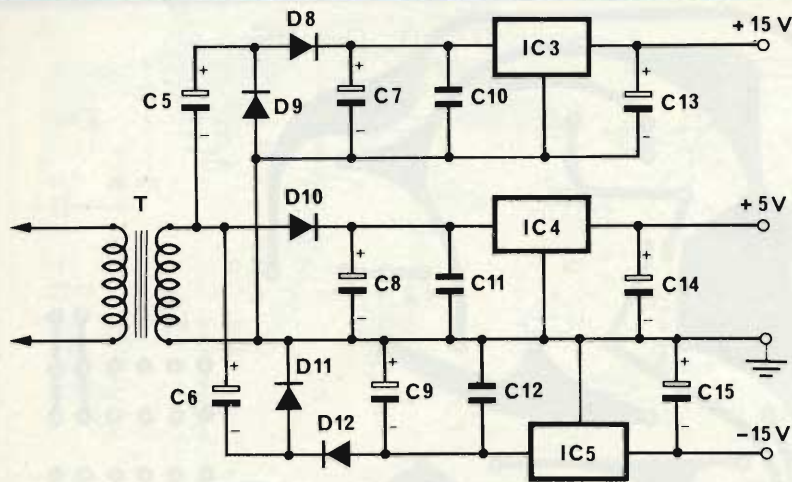 D8
+ 15 V
IC3
+
C5
−
D9
+
C7
−
C10
+
C13
−
T
D10
+ 5 V
IC4
+
C8
−
C11
+
C14
−
+
C6
−
D11
D12
+
C9
−
C12
+
C15
−
IC5
−15 V